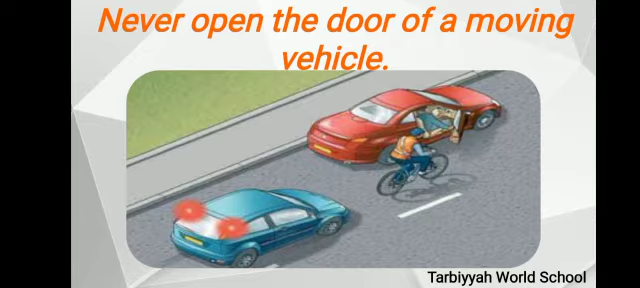 Never open the door of a moving
vehicle.
Tarbiyyah World School